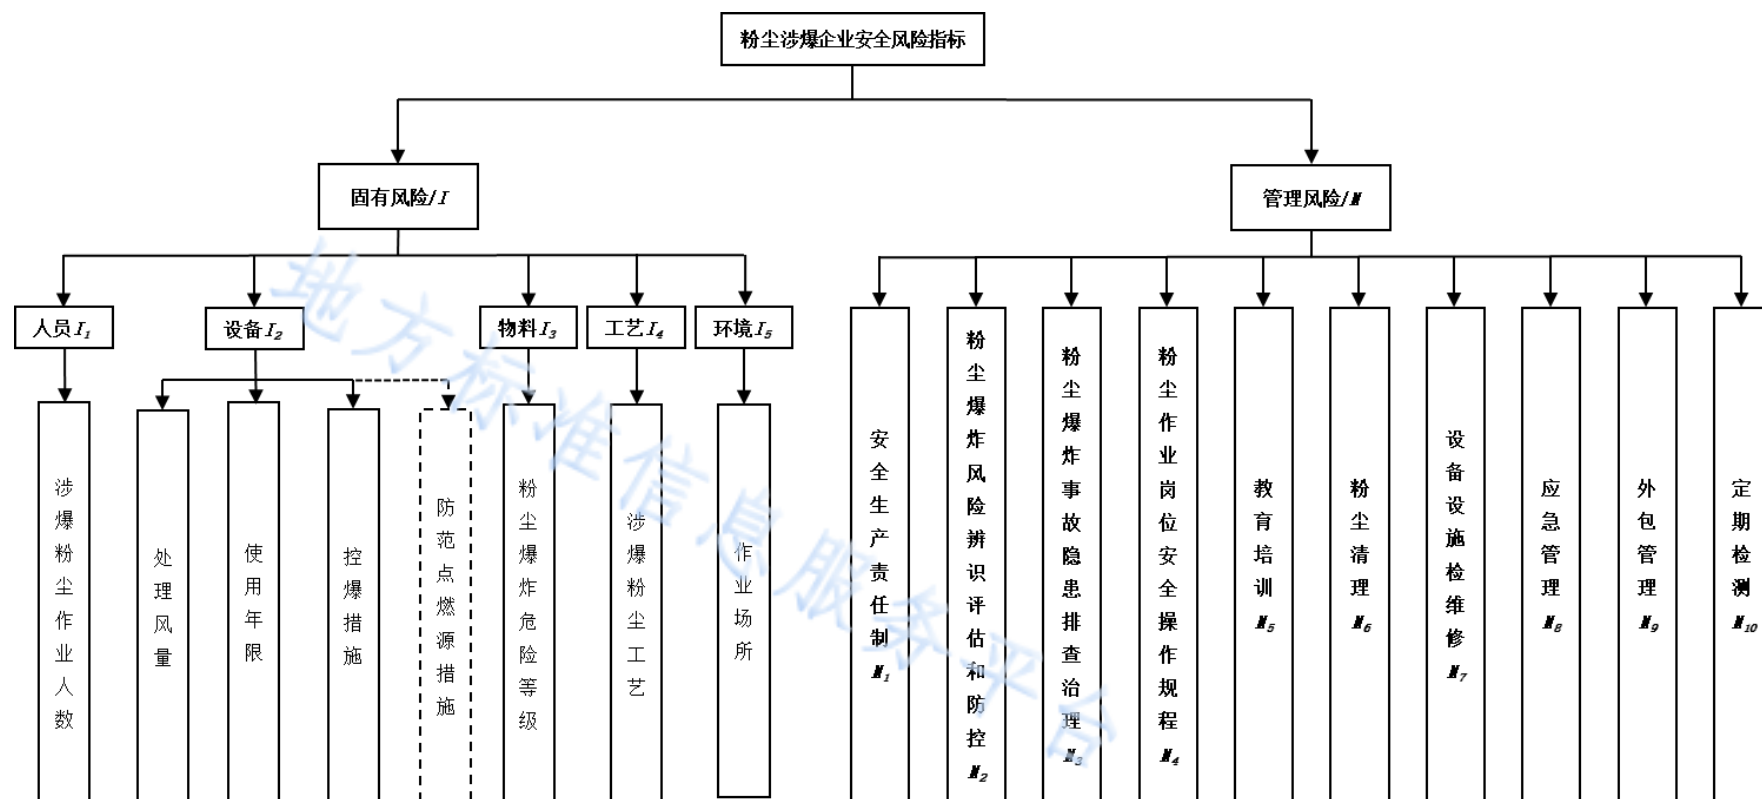 粉尘涉爆企业安全风险指标
固有风险/I
管理风险/M
人员I1
设备I2
物料I3
工艺I4
环境I5
涉爆粉尘作业人数
处理风量
使用年限
控爆措施
防范点燃源措施
粉尘爆炸危险等级
涉爆粉尘工艺
作业场所
安全生产责任制M1
粉尘爆炸风险辨识评估和防控M2
粉尘爆炸事故隐患排查治理M3
粉尘作业岗位安全操作规程M4
教育培训M5
粉尘清理M6
设备设施检维修M7
应急管理M8
外包管理M9
定期检测M10
地方标准信息服务平台